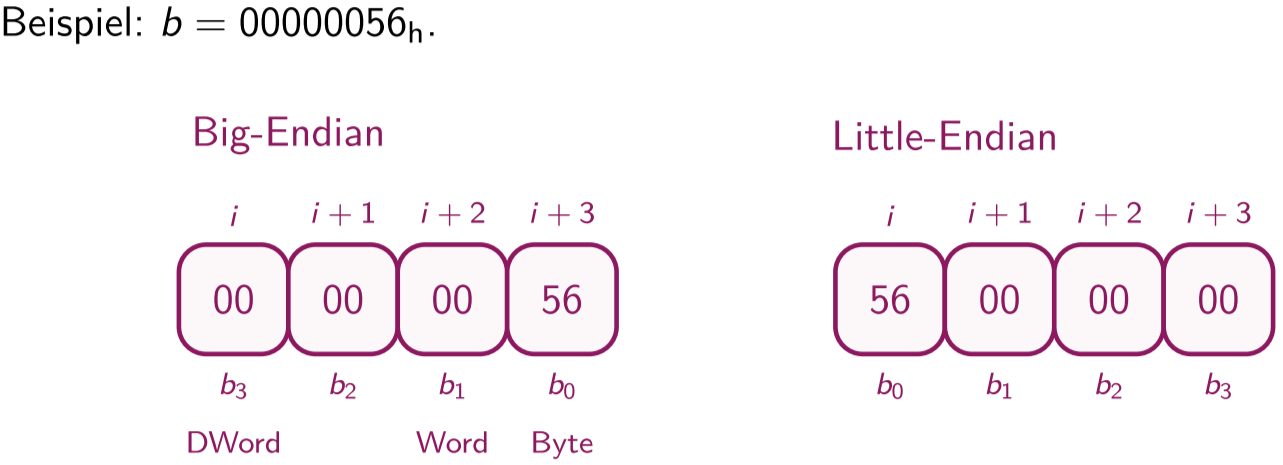 Beispiel: b = 00000056h.
Big-Endian
i i + 1 i + 2 i + 3
00 00 00 56
b3 b2 b1 b0
DWord Word Byte
Little-Endian
i i + 1 i + 2 i + 3
56 00 00 00
b0 b1 b2 b3